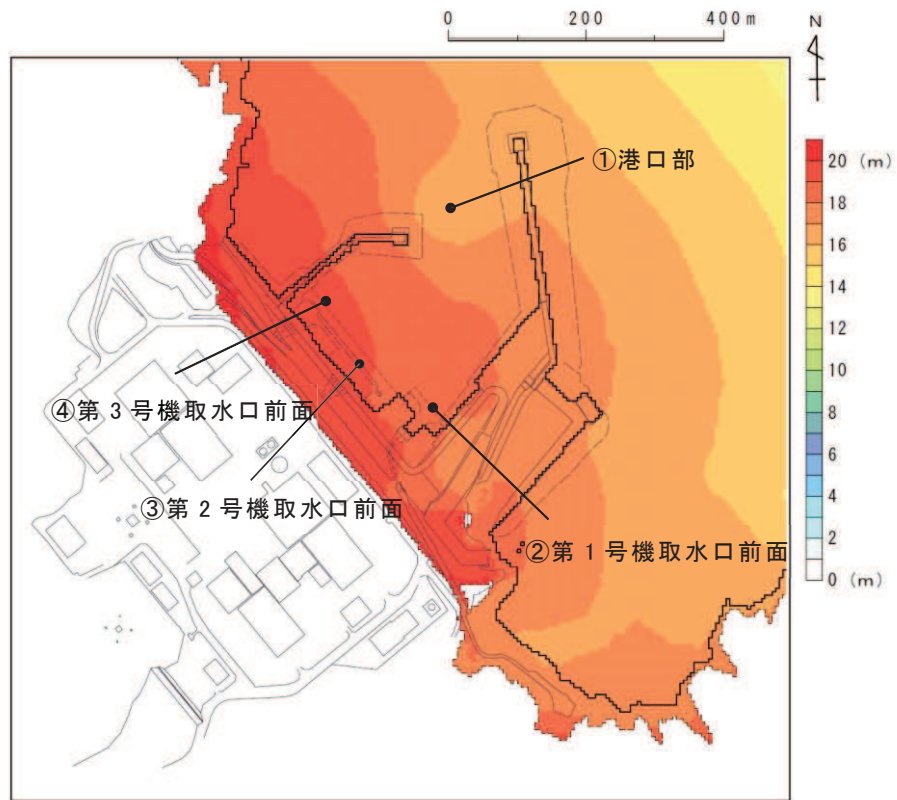 0 200 400m
N
①港口部
④第3号機取水口前面
③第2号機取水口前面
②第1号機取水口前面
20 (m)
18
16
14
12
10
8
6
4
2
0 (m)